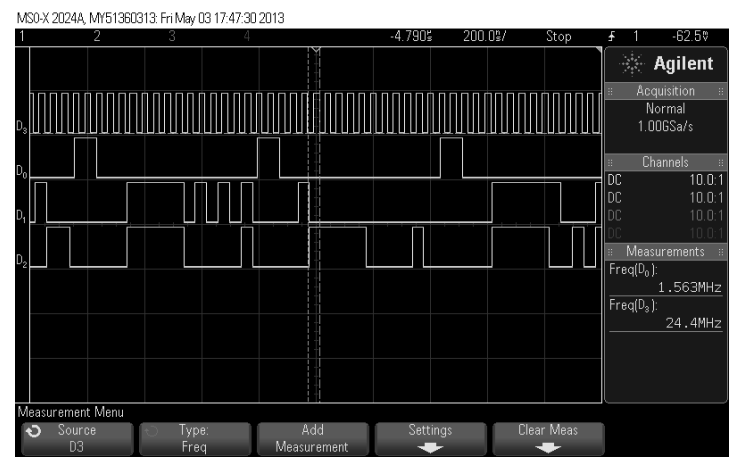 MSO-X 2024A, MY51360313: Fri May 03 17:47:30 2013
1 2 3 4 -4.790s 200.0s/ Stop 1 -62.5V
Agilent
Acquisition
Normal
1.00GSa/s
Channels
DC 10.0:1
DC 10.0:1
DC 10.0:1
DC 10.0:1
Measurements
Freq(D0):
1.563MHz
Freq(D3):
24.4MHz
D3
D0
D1
D2
Measurement Menu
Source
D3
Type:
Freq
Add
Measurement
Settings
Clear Meas